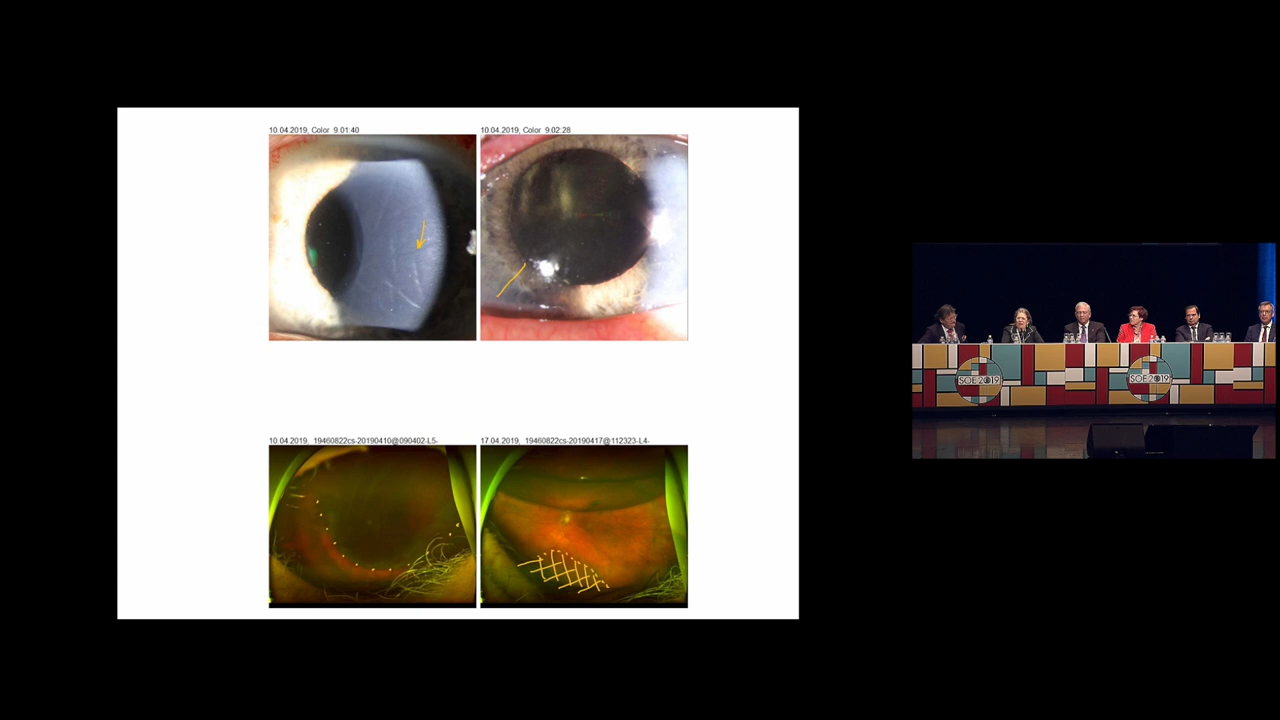 10.04.2019, Color 9.01:40
10.04.2019, Color 9.02:28
10.04.2019, 19460822cs-20190410@090402-L5-
17.04.2019, 19460822cs-20190417@112323-L4-
SOE2019
SOE2019